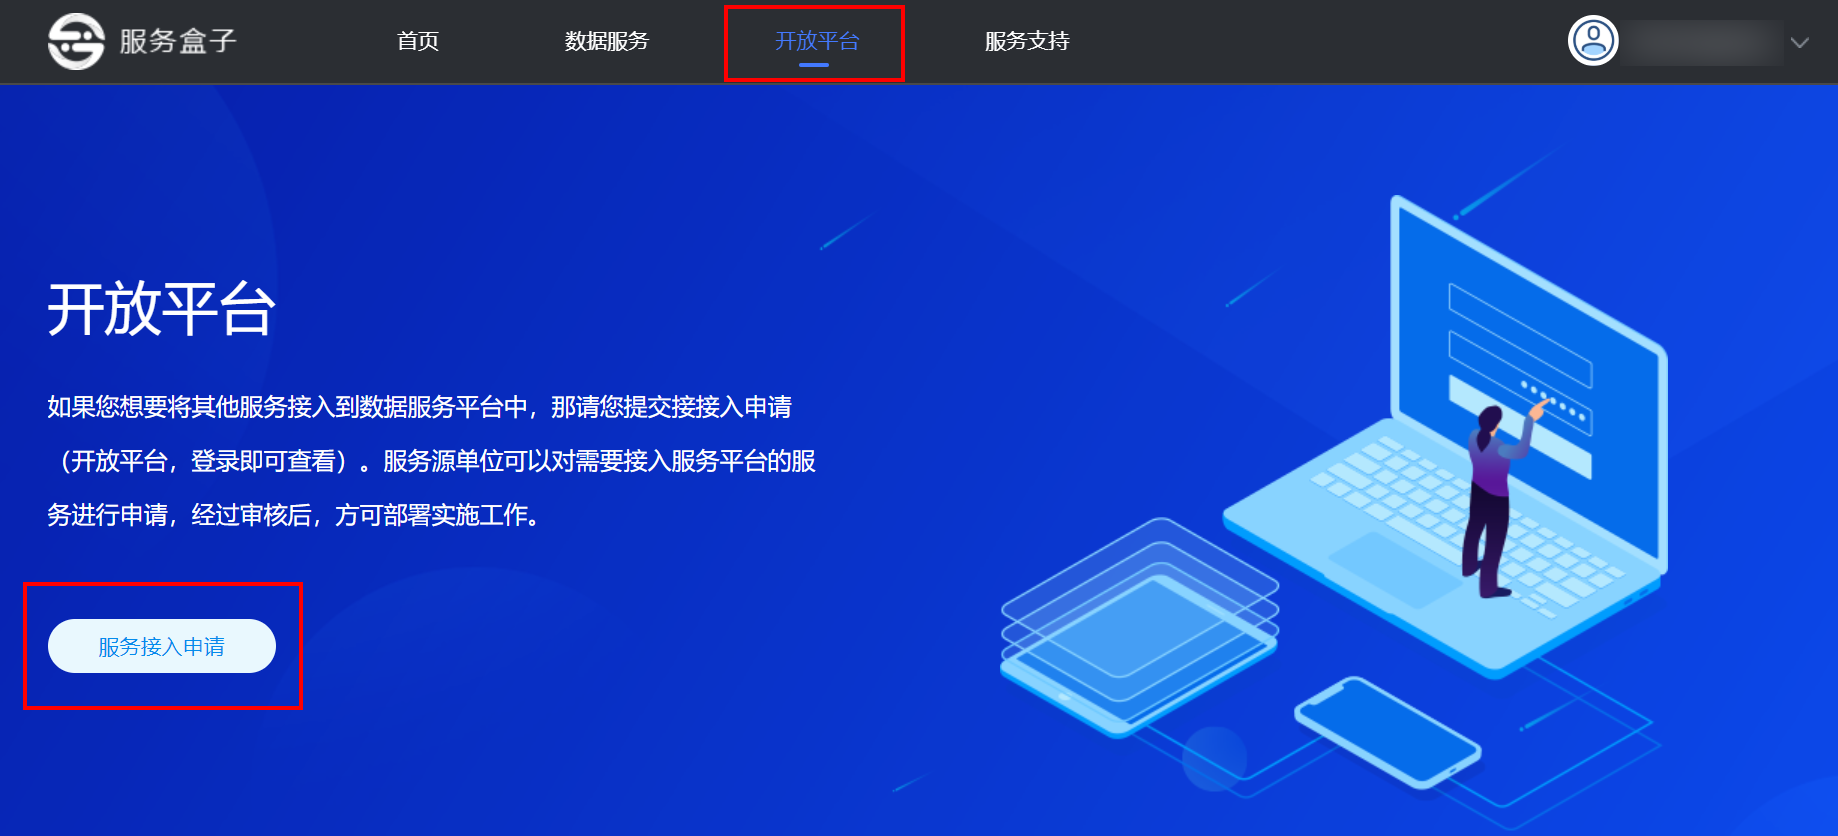 服务盒子
首页
数据服务
开放平台
服务支持
开放平台
如果您想要将其他服务接入到数据服务平台中，那请您提交接接入申请
（开放平台，登录即可查看）。服务源单位可以对需要接入服务平台的服
务进行申请，经过审核后，方可部署实施工作。
服务接入申请